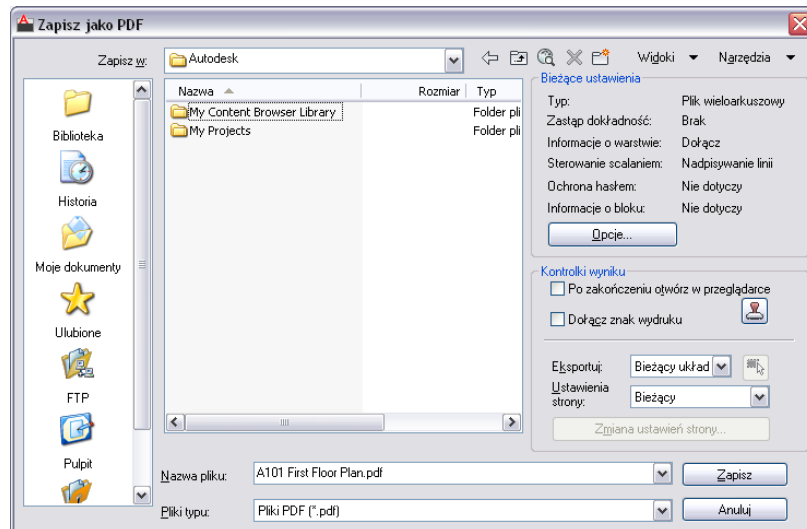 Zapisz jako PDF
Zapisz w:
Autodesk
Widoki
Narzędzia
Biblioteka
Historia
Moje dokumenty
Ulubione
FTP
Pulpit
Nazwa
Rozmiar
Typ
My Content Browser Library
Folder pli
My Projects
Folder pli
Bieżące ustawienia
Typ: Plik wieloarkuszowy
Zastąp dokładność: Brak
Informacje o warstwie: Dołącz
Sterowanie scalaniem: Nadpisywanie linii
Ochrona hasłem: Nie dotyczy
Informacje o bloku: Nie dotyczy
Opcje...
Kontrolki wyniku
Po zakończeniu otwórz w przeglądarce
Dołącz znak wydruku
Eksportuj: Bieżący układ
Ustawienia
strony: Bieżący
Zmiana ustawień strony...
Nazwa pliku: A101 First Floor Plan.pdf
Zapisz
Pliki typu: Pliki PDF (*.pdf)
Anuluj